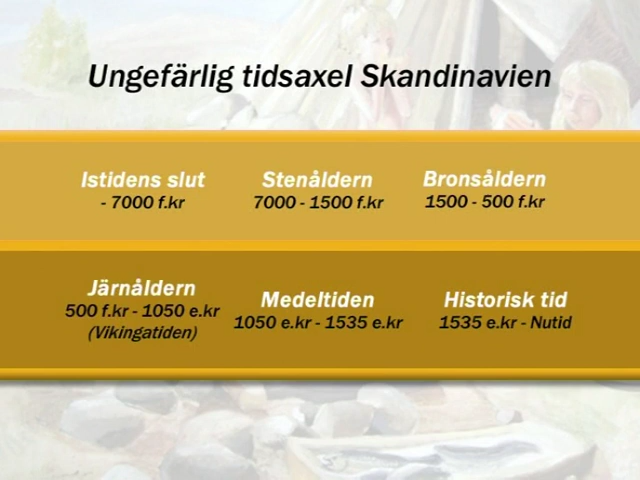 Ungefärlig tidsaxel Skandinavien
Istidens slut
- 7000 f.kr
Stenåldern
7000 - 1500 f.kr
Bronsåldern
1500 - 500 f.kr
Järnåldern
500 f.kr - 1050 e.kr
(Vikingatiden)
Medeltiden
1050 e.kr - 1535 e.kr
Historisk tid
1535 e.kr - Nutid